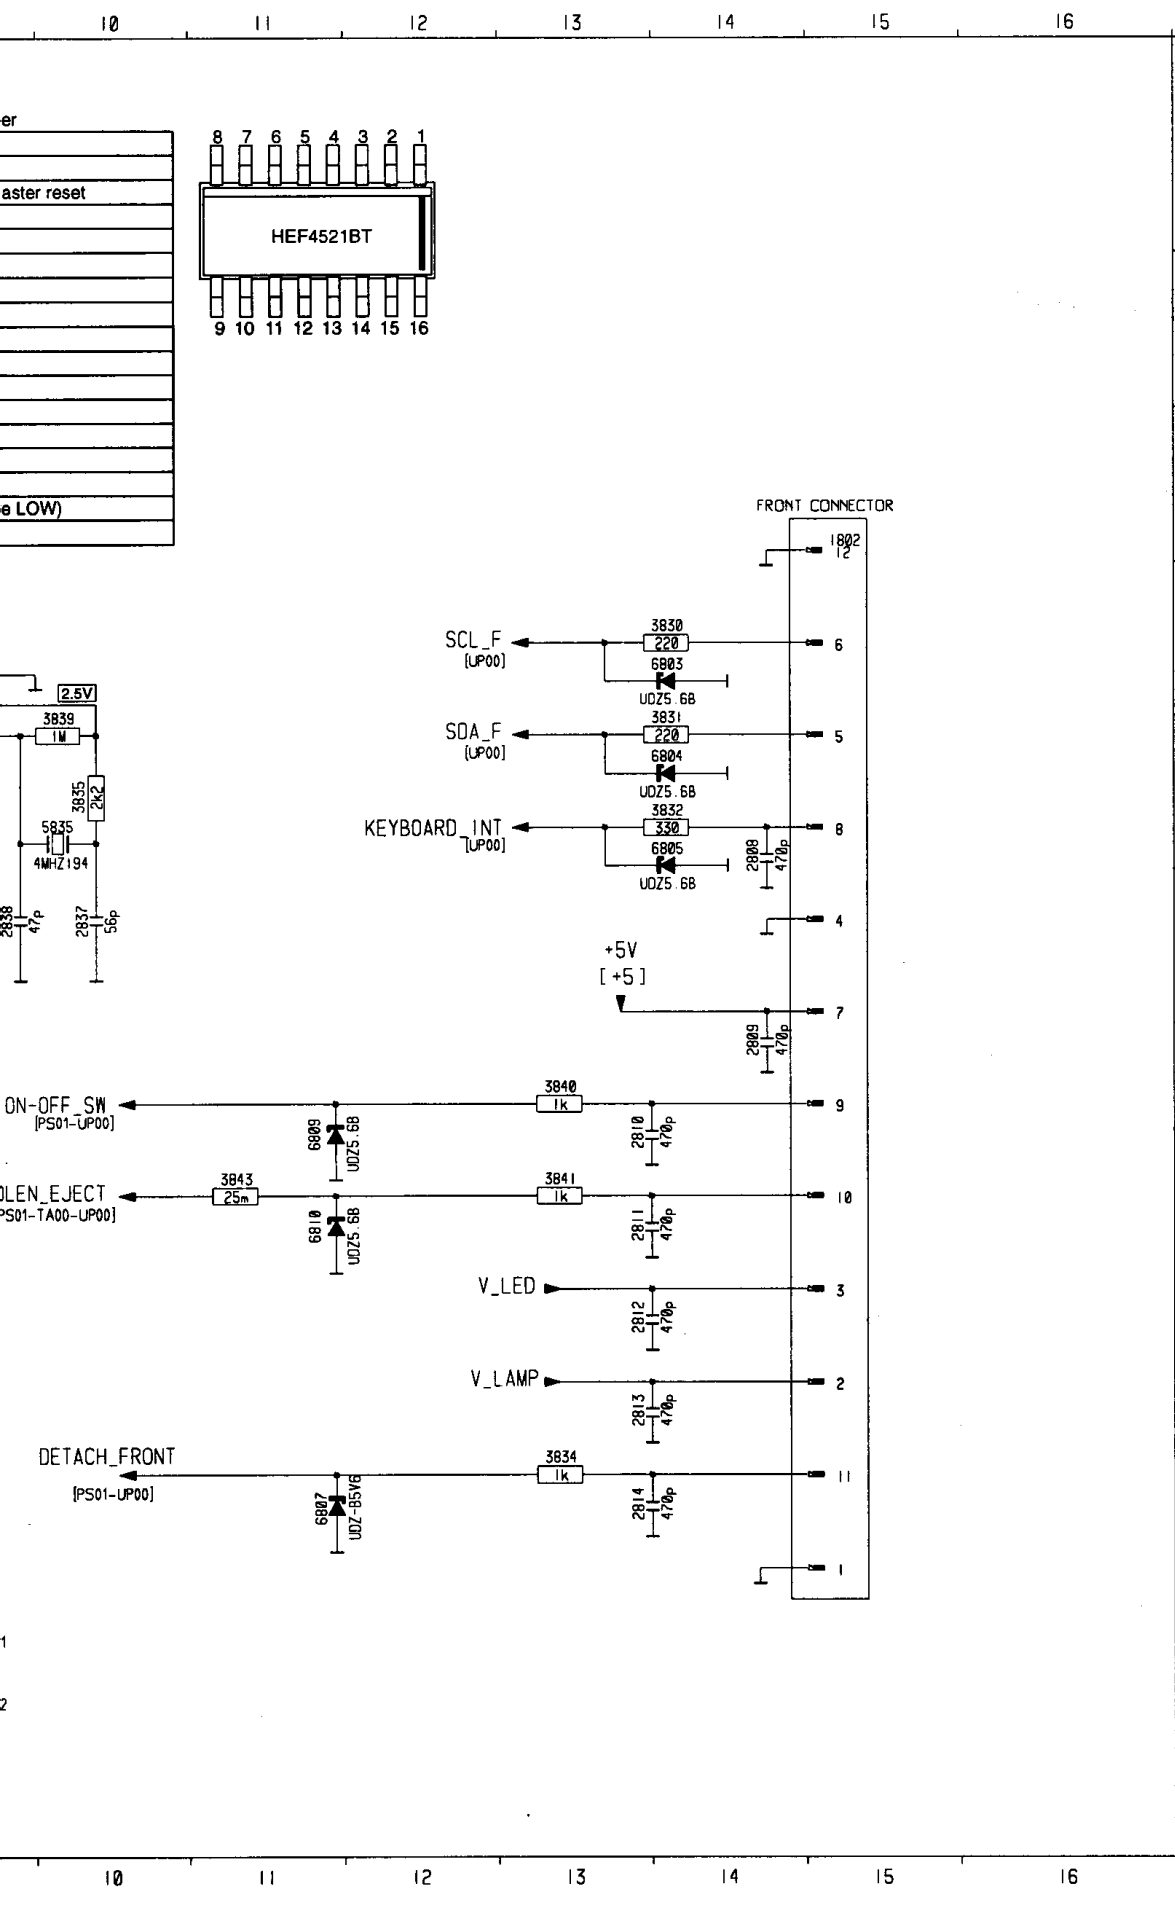 10 11 12 13 14 15 16
er
8 7 6 5 4 3 2 1
aster reset
HEF4521BT
9 10 11 12 13 14 15 16
e LOW)
FRONT CONNECTOR
1802
12
SCL_F
[UP00]
3830
220
6
6803
UDZ5.6B
2.5V
3839
1M
SDA_F
[UP00]
3831
220
5
6804
UDZ5.6B
3835
2k2
5835
4MHZ194
KEYBOARD_INT
[UP00]
3832
330
8
6805
UDZ5.6B
2808
470p
2838
47p
2837
56p
4
+5V
[+5]
7
2809
470p
ON-OFF_SW
[PS01-UP00]
3840
1k
9
6809
UDZ5.6B
2810
470p
OLEN_EJECT
PS01-TA00-UP00]
3843
25m
3841
1k
10
6810
UDZ5.6B
2811
470p
V_LED
3
2812
470p
V_LAMP
2
2813
470p
DETACH_FRONT
[PS01-UP00]
3834
1k
11
6807
UDZ-B5V6
2814
470p
1
1
2
10 11 12 13 14 15 16